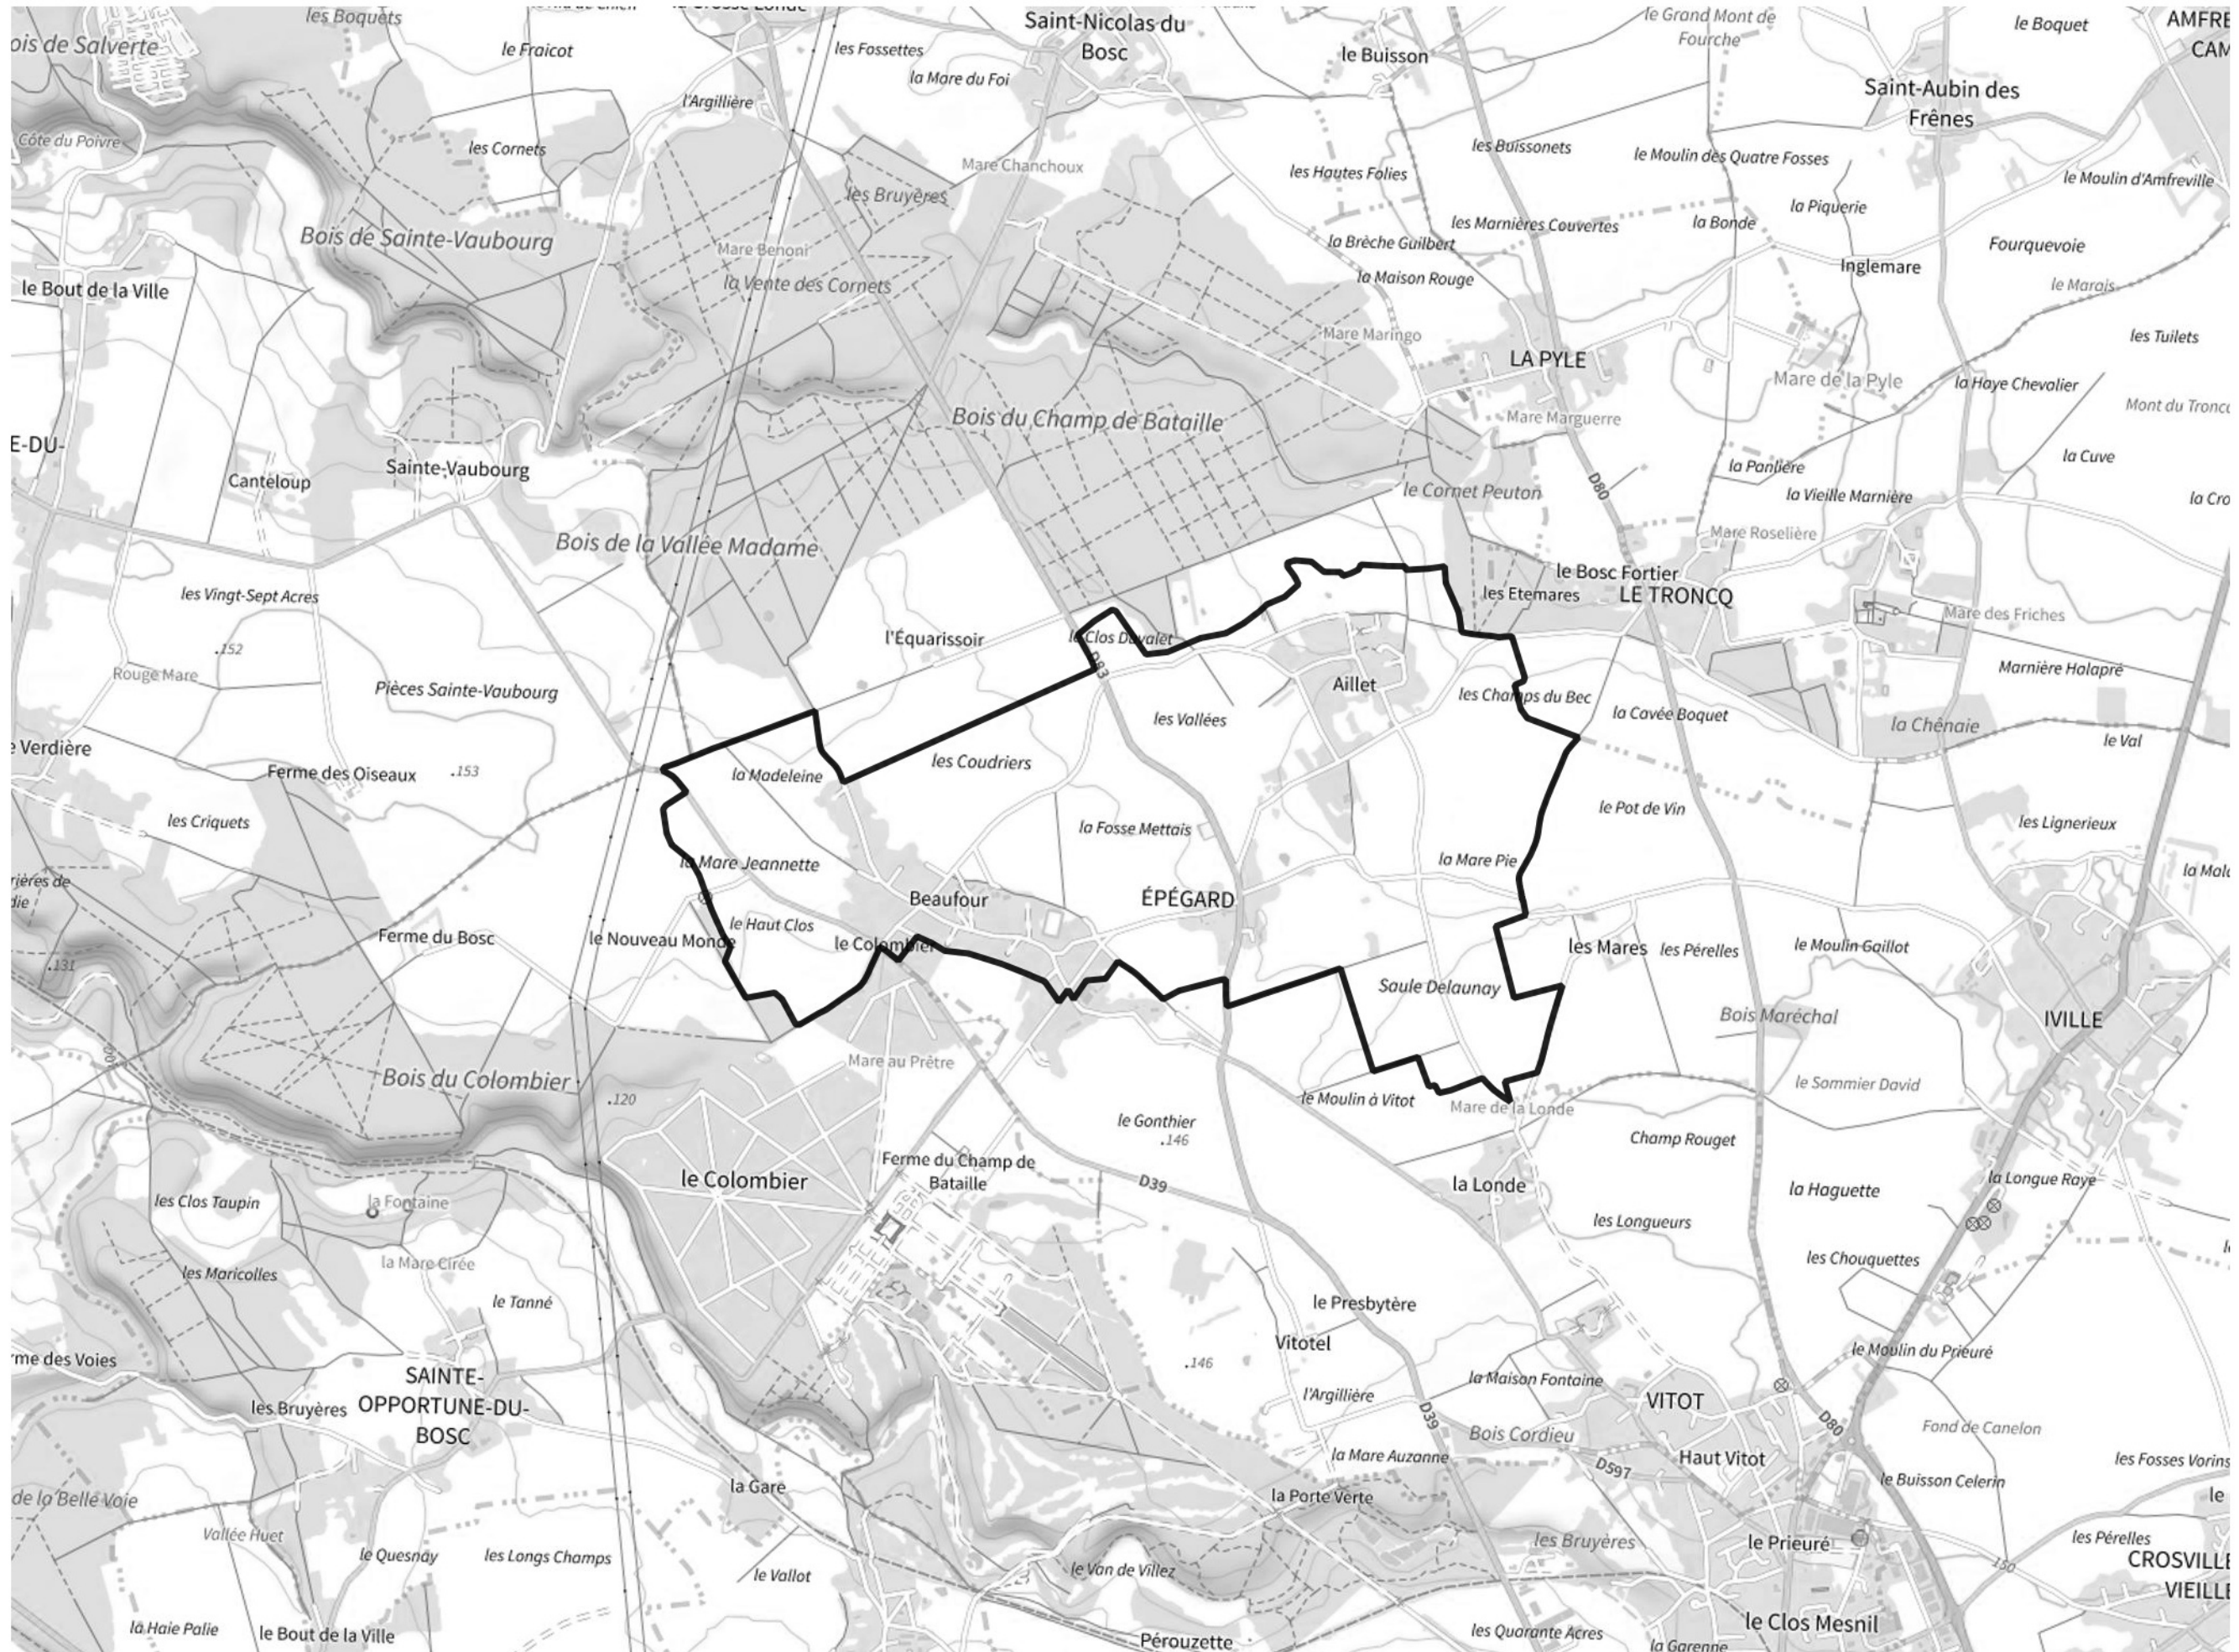 les Boquets
Saint-Nicolas du
Bosc
le Grand Mont de
Fourche
le Boquet
AMFRE
CAM
ois de Salverte
le Fraicot
les Fossettes
le Buisson
la Mare du Foi
Saint-Aubin des
Frênes
l'Argillière
Côte du Poivre
les Cornets
les Buissonets
le Moulin des Quatre Fosses
Mare Chanchoux
les Hautes Folies
le Moulin d'Amfreville
les Bruyères
la Piquerie
les Marnières Couvertes
la Bonde
Bois de Sainte-Vaubourg
Mare Benoni
la Brèche Guilbert
Fourquevoie
Inglemare
la Maison Rouge
la Vente des Cornets
le Marais
le Bout de la Ville
Mare Maringo
les Tuilets
LA PYLE
Mare de la Pyle
la Haye Chevalier
Mont du Troncq
Bois du Champ de Bataille
Mare Marguerre
E-DU-
la Cuve
Sainte-Vaubourg
la Panlière
Canteloup
D80
le Cornet Peuton
la Vieille Marnière
la Cro
Mare Roselière
Bois de la Vallée Madame
le Bosc Fortier
les Etemares
LE TRONCQ
les Vingt-Sept Acres
Mare des Friches
l'Équarissoir
le Clos Duvalet
.152
D83
Marnière Halapré
Rouge Mare
Aillet
Pièces Sainte-Vaubourg
les Champs du Bec
la Cavée Boquet
les Vallées
la Chênaie
le Val
e Verdière
les Coudriers
Ferme des Oiseaux
.153
la Madeleine
le Pot de Vin
les Criquets
la Fosse Mettais
les Lignerieux
la Mare Jeannette
la Mare Pie
rières de
die
la Mala
Beaufour
ÉPÉGARD
le Haut Clos
Ferme du Bosc
le Nouveau Monde
le Colombier
les Mares
les Pérelles
le Moulin Gaillot
.131
Saule Delaunay
Bois Maréchal
IVILLE
100
Mare au Prêtre
Bois du Colombier
le Sommier David
.120
le Moulin à Vitot
Mare de la Londe
le Gonthier
.146
Champ Rouget
Ferme du Champ de
Bataille
le Colombier
D39
la Londe
la Longue Raye
la Haguette
les Clos Taupin
la Fontaine
les Longueurs
la Mare Cirée
les Chouquettes
les Maricolles
le Tanné
le Presbytère
Vitotel
le Moulin du Prieuré
rme des Voies
.146
SAINTE-
OPPORTUNE-DU-
BOSC
la Maison Fontaine
l'Argillière
VITOT
les Bruyères
D39
D80
Fond de Canelon
Bois Cordieu
la Mare Auzanne
Haut Vitot
les Fosses Vorins
D597
la Gare
le Buisson Celerin
de la Belle Voie
la Porte Verte
le
Vallée Huet
les Bruyères
le Prieuré
les Pérelles
le Quesnay
les Longs Champs
CROSVILLE
VIEILLE
150
le Van de Villez
le Vallot
la Haie Palie
le Bout de la Ville
le Clos Mesnil
Pérouzette
les Quarante Acres
la Garenne